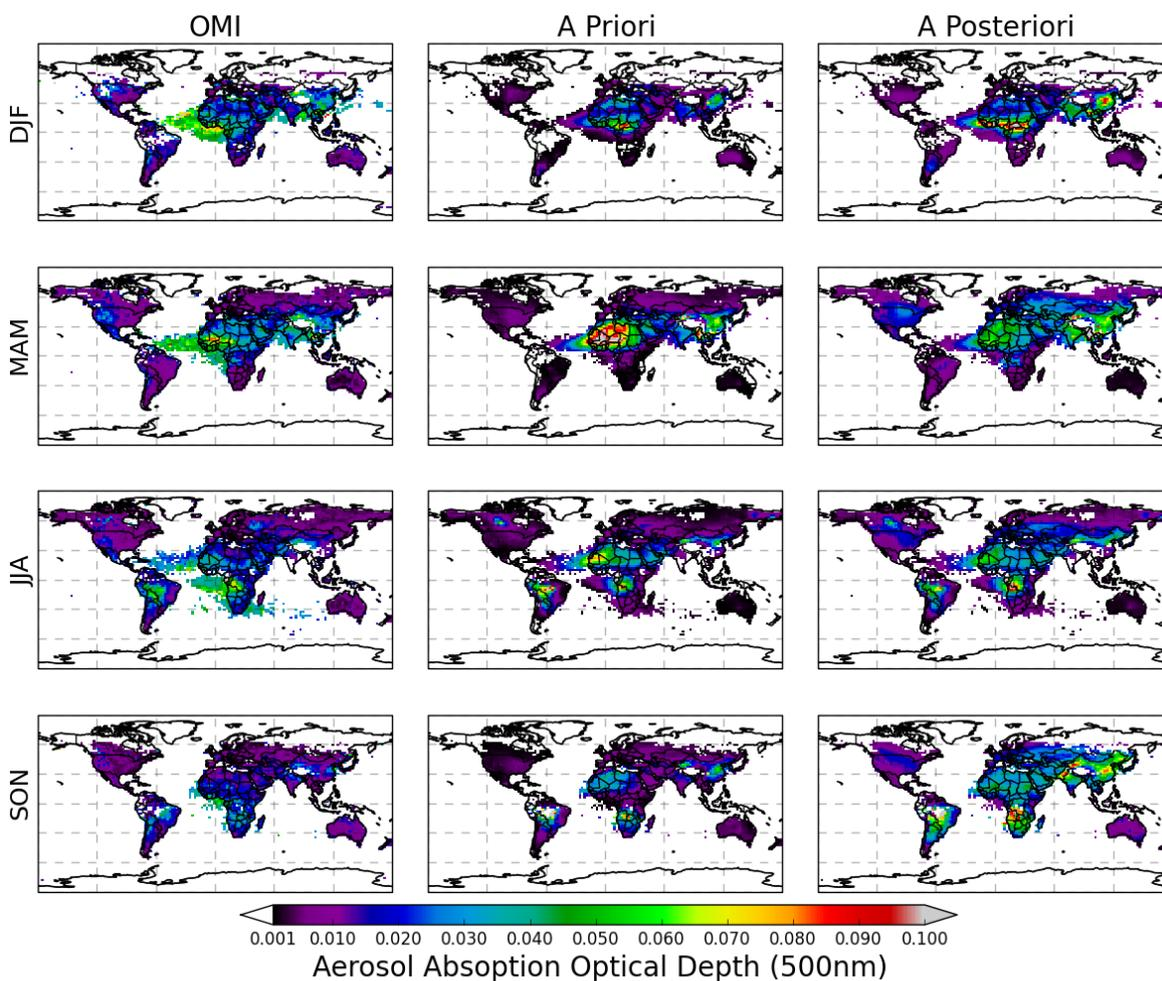 OMI A Priori A Posteriori
DJF
MAM
JJA
SON
0.001 0.010 0.020 0.030 0.040 0.050 0.060 0.070 0.080 0.090 0.100
Aerosol Absoption Optical Depth (500nm)